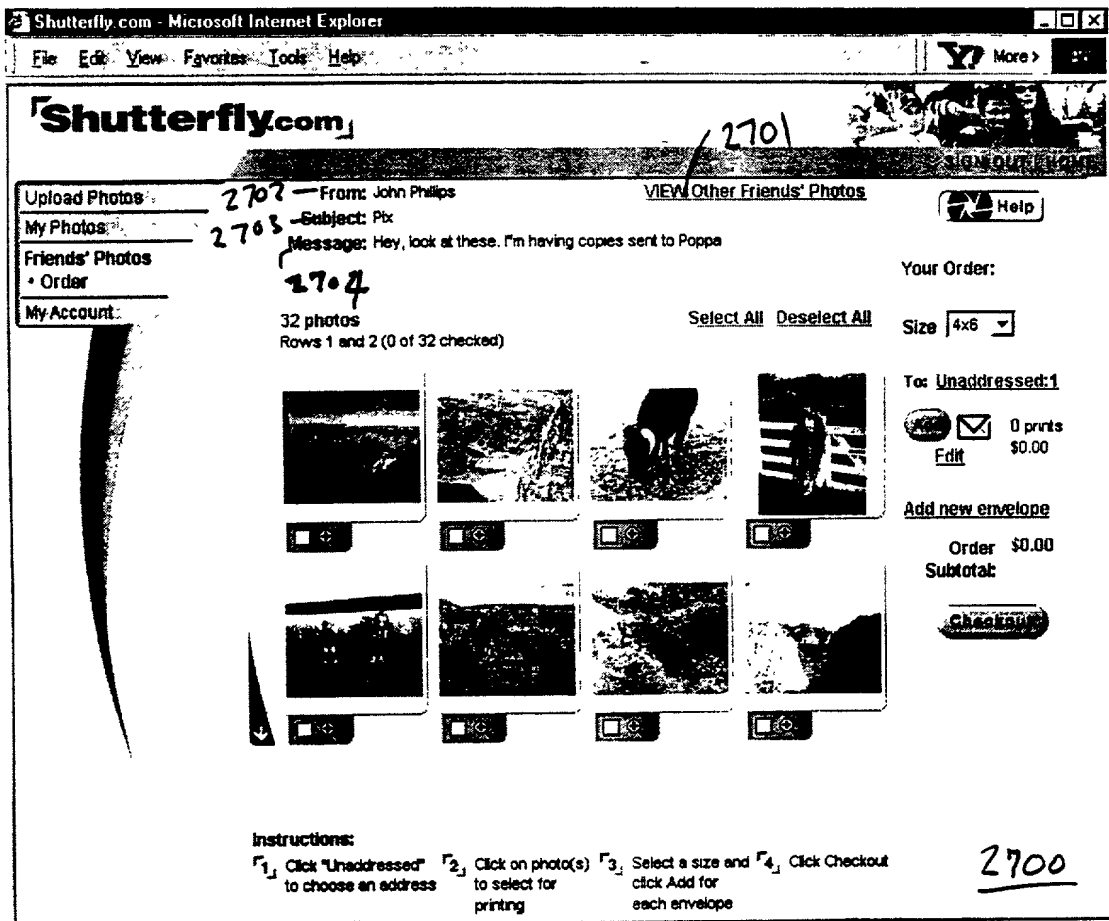 Shutterfly.com - Microsoft Internet Explorer
File Edit View Favorites Tools Help
Y! More >
Shutterfly.com
2701
SIGN OUT HOME
Upload Photos
My Photos
Friends' Photos
• Order
My Account
2702 From: John Phillips
2703 Subject: Pix
Message: Hey, look at these. I'm having copies sent to Poppa
2704
VIEW Other Friends' Photos
Help
32 photos
Rows 1 and 2 (0 of 32 checked)
Select All Deselect All
Your Order:
Size 4x6
To: Unaddressed:1
Add
0 prints
$0.00
Edit
Add new envelope
Order Subtotal: $0.00
Checkout
Instructions:
1 Click "Unaddressed" to choose an address
2 Click on photo(s) to select for printing
3 Select a size and click Add for each envelope
4 Click Checkout
2700